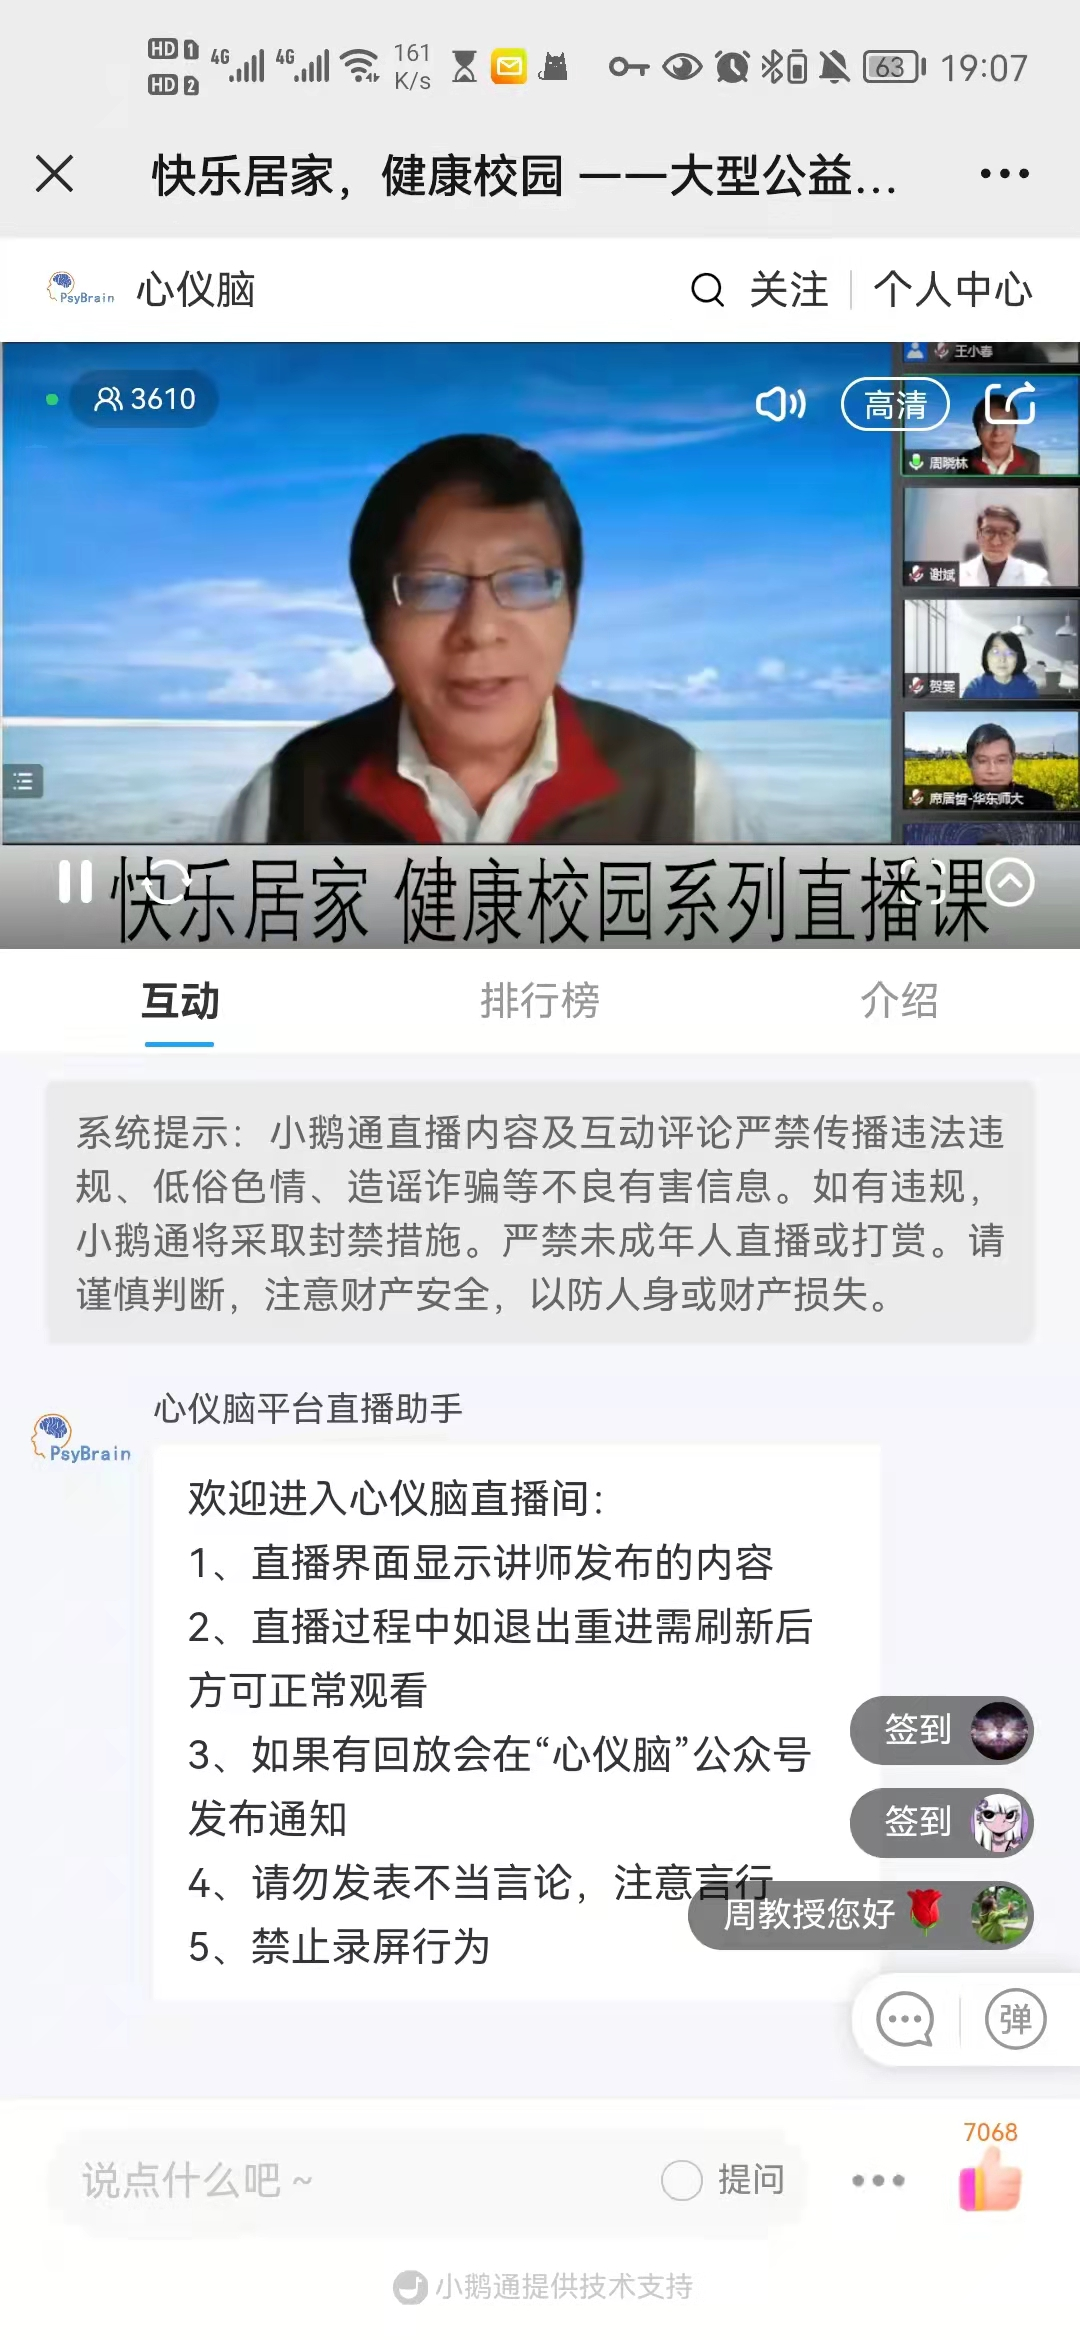 HD 1 4G 4G 161 63 19:07
HD 2 K/s
快乐居家，健康校园 一一大型公益...
PsyBrain 心仪脑 关注 个人中心
王小春
3610 高清
周晓林
谢斌
贺雯
席居哲-华东师大
快乐居家 健康校园系列直播课
互动 排行榜 介绍
系统提示：小鹅通直播内容及互动评论严禁传播违法违
规、低俗色情、造谣诈骗等不良有害信息。如有违规，
小鹅通将采取封禁措施。严禁未成年人直播或打赏。请
谨慎判断，注意财产安全，以防人身或财产损失。
心仪脑平台直播助手
PsyBrain
欢迎进入心仪脑直播间：
1、直播界面显示讲师发布的内容
2、直播过程中如退出重进需刷新后
方可正常观看
3、如果有回放会在“心仪脑”公众号
发布通知
4、请勿发表不当言论，注意言行
5、禁止录屏行为
签到
签到
周教授您好
弹
7068
说点什么吧 ~ 提问
小鹅通提供技术支持